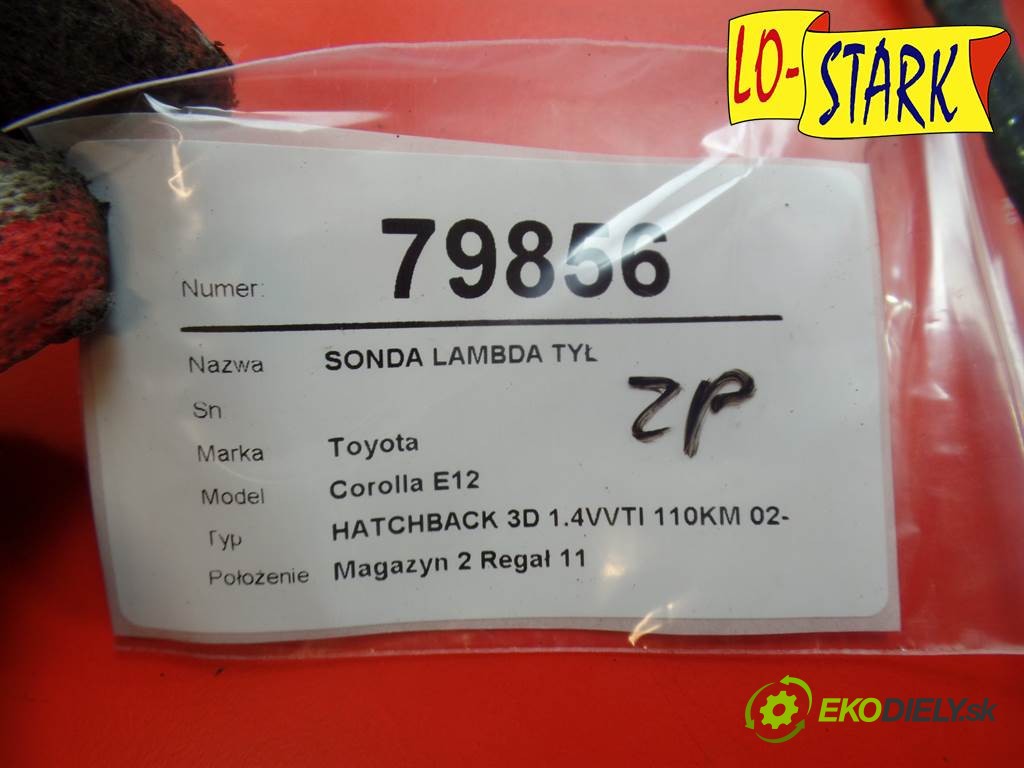 LO-STARK
Numer: 79856
Nazwa SONDA LAMBDA TYŁ
ZP
Sn
Marka Toyota
Model Corolla E12
Typ HATCHBACK 3D 1.4VVTI 110KM 02-
Położenie Magazyn 2 Regał 11
EKODIELY.sk